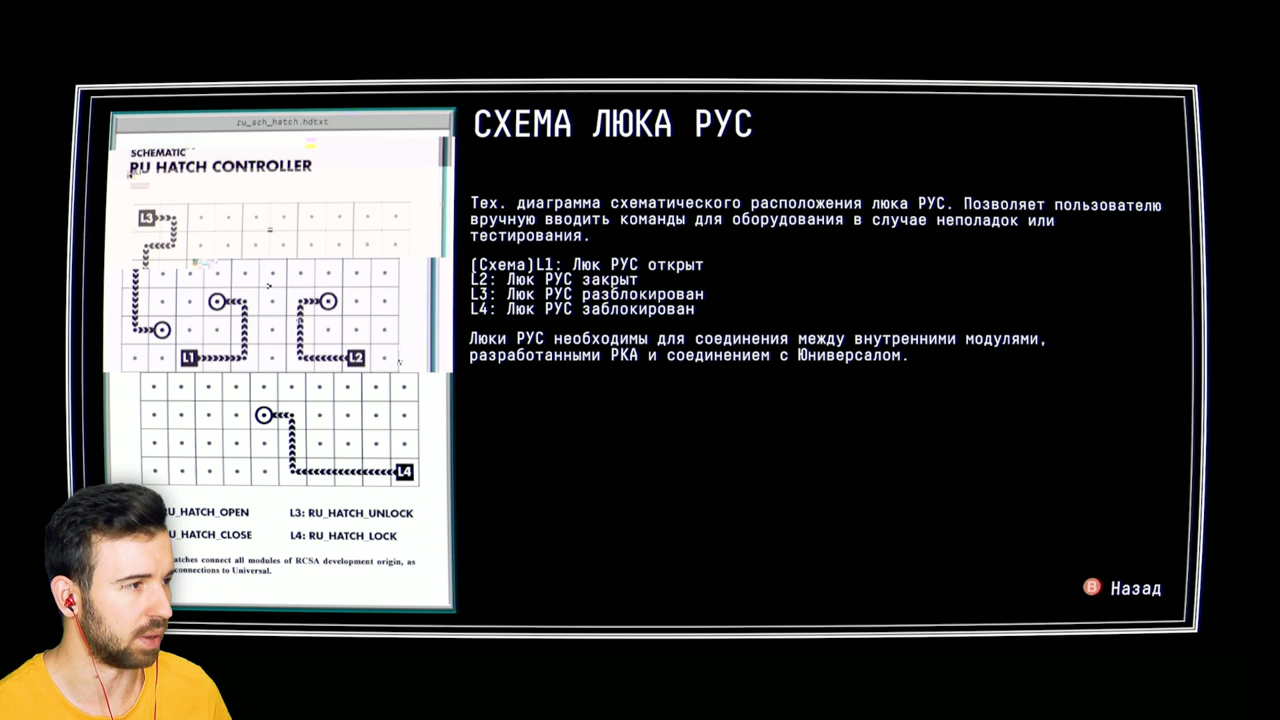 ru_sch_hatch.hdtxt
SCHEMATIC
RU HATCH CONTROLLER
L3
L1
L2
L4
RU_HATCH_OPEN
L3: RU_HATCH_UNLOCK
RU_HATCH_CLOSE
L4: RU_HATCH_LOCK
connect all modules of RCSA development origin, as
connections to Universal.
СХЕМА ЛЮКА РУС
Тех. диаграмма схематического расположения люка РУС. Позволяет пользователю
вручную вводить команды для оборудования в случае неполадок или
тестирования.
(Схема)L1: Люк РУС открыт
L2: Люк РУС закрыт
L3: Люк РУС разблокирован
L4: Люк РУС заблокирован
Люки РУС необходимы для соединения между внутренними модулями,
разработанными РКА и соединением с Юниверсалом.
B Назад